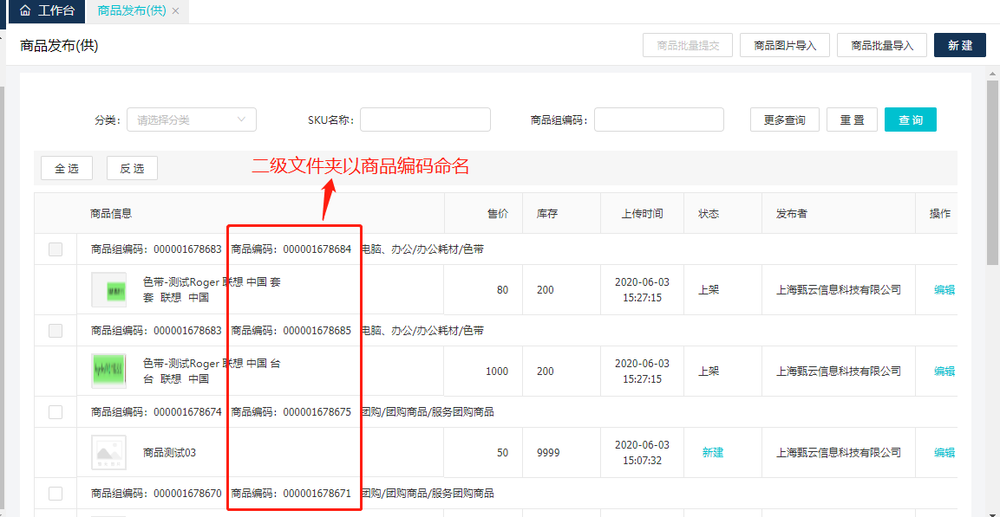 工作台 商品发布(供)
商品发布(供) 商品批量提交 商品图片导入 商品批量导入 新 建
分类: 请选择分类 SKU名称: 商品组编码: 更多查询 重 置 查 询
全 选 反 选 二级文件夹以商品编码命名
商品信息 售价 库存 上传时间 状态 发布者 操作
商品组编码: 000001678683 商品编码: 000001678684 电脑、办公/办公耗材/色带
色带-测试Roger 联想 中国 套
套 联想 中国
80 200 2020-06-03 15:27:15 上架 上海甄云信息科技有限公司 编辑
商品组编码: 000001678683 商品编码: 000001678685 电脑、办公/办公耗材/色带
色带-测试Roger 联想 中国 台
台 联想 中国
1000 200 2020-06-03 15:27:15 上架 上海甄云信息科技有限公司 编辑
商品组编码: 000001678674 商品编码: 000001678675 团购/团购商品/服务团购商品
商品测试03 50 9999 2020-06-03 15:07:32 新建 上海甄云信息科技有限公司 编辑
商品组编码: 000001678670 商品编码: 000001678671 团购/团购商品/服务团购商品